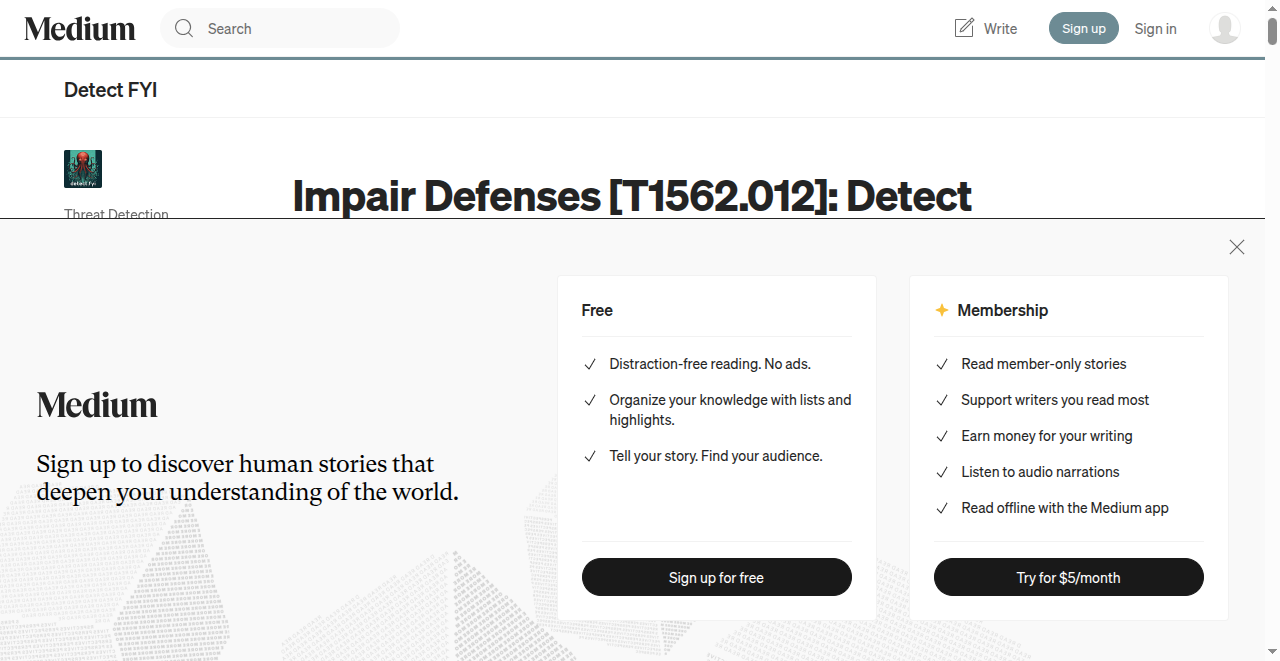 Medium
Search
Write
Sign up
Sign in
Detect FYI
detect fyi
Impair Defenses [T1562.012]: Detect
Threat Detection
Medium
Sign up to discover human stories that
deepen your understanding of the world.
Free
Distraction-free reading. No ads.
Organize your knowledge with lists and
highlights.
Tell your story. Find your audience.
Sign up for free
Membership
Read member-only stories
Support writers you read most
Earn money for your writing
Listen to audio narrations
Read offline with the Medium app
Try for $5/month